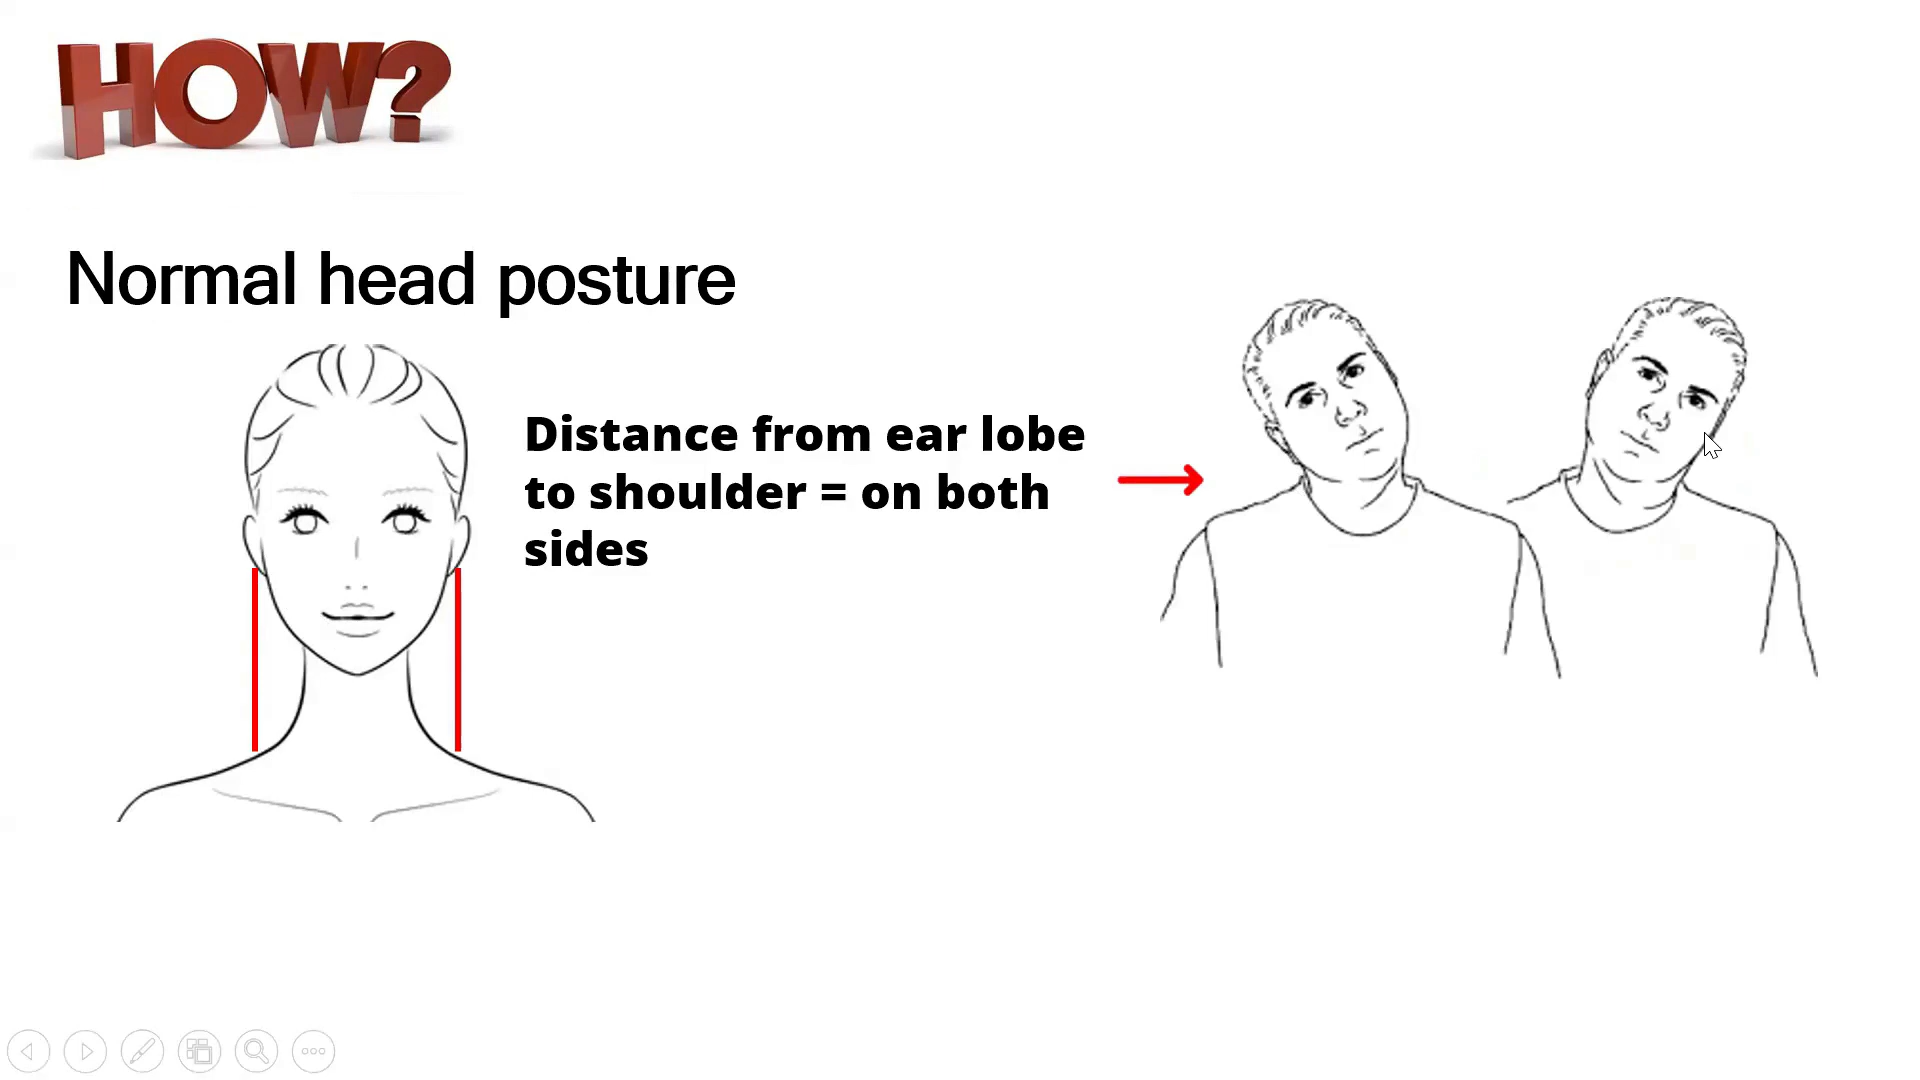 HOW?
Normal head posture
Distance from ear lobe
to shoulder = on both
sides